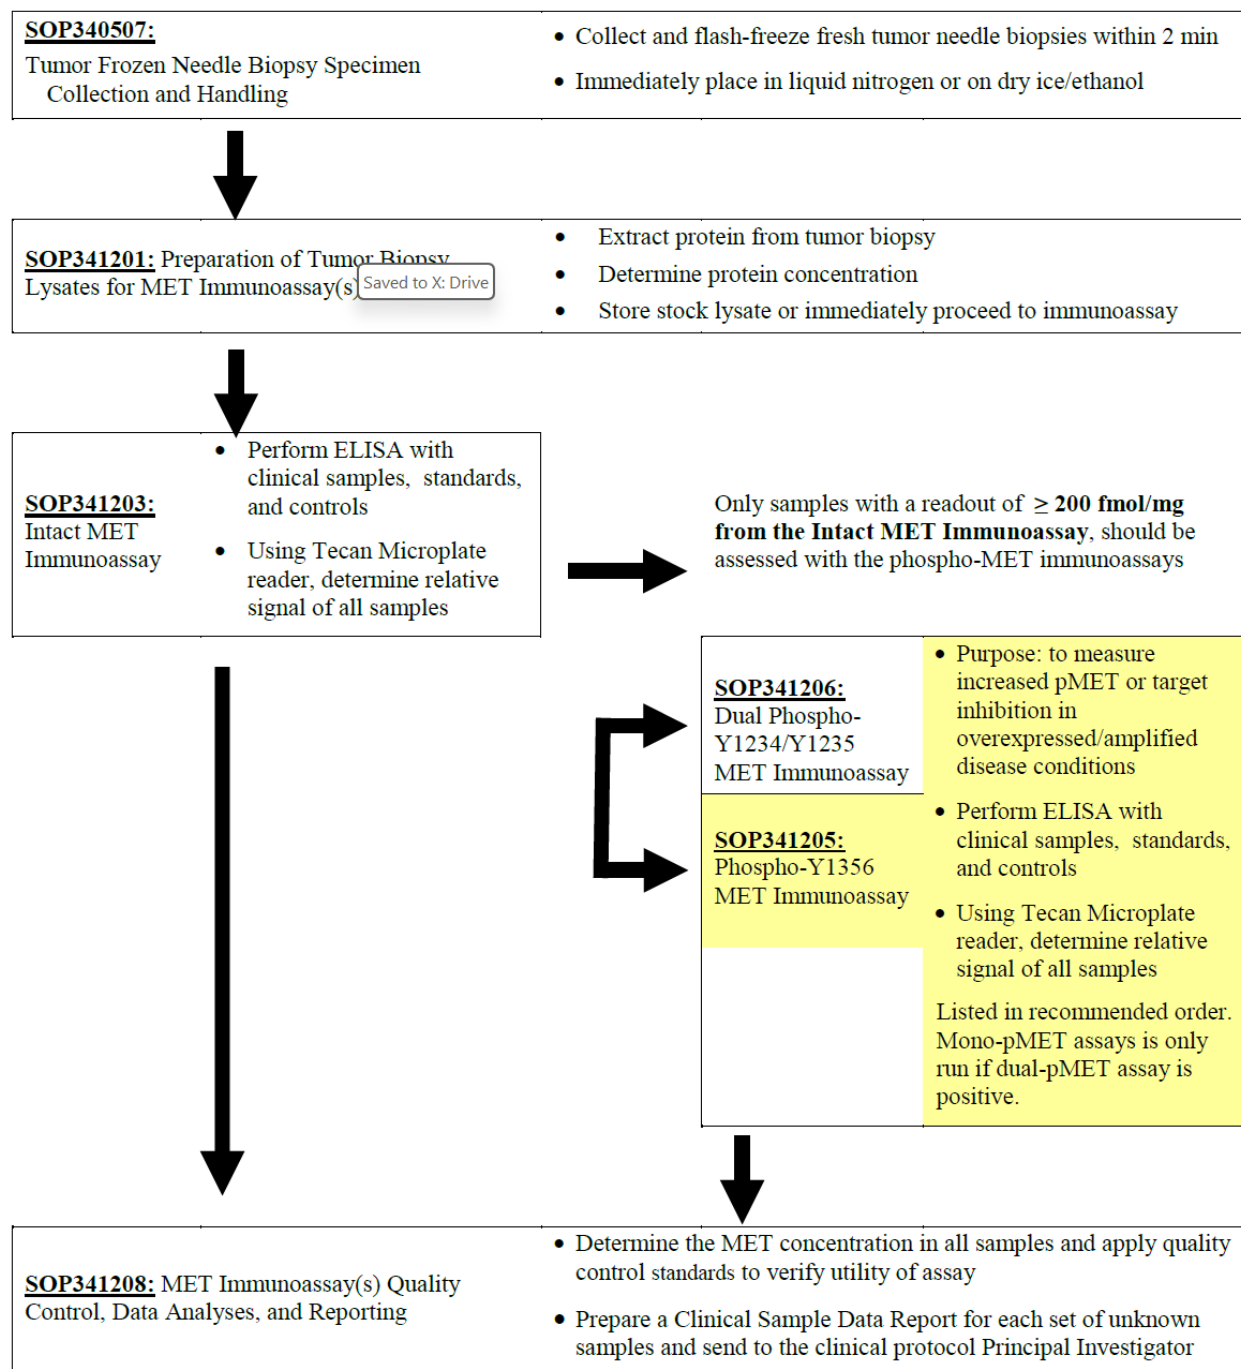 SOP340507:
Tumor Frozen Needle Biopsy Specimen
Collection and Handling
• Collect and flash-freeze fresh tumor needle biopsies within 2 min
• Immediately place in liquid nitrogen or on dry ice/ethanol
SOP341201: Preparation of Tumor Biopsy
Lysates for MET Immunoassay(s)
Saved to X: Drive
• Extract protein from tumor biopsy
• Determine protein concentration
• Store stock lysate or immediately proceed to immunoassay
SOP341203:
Intact MET
Immunoassay
• Perform ELISA with
clinical samples, standards,
and controls
• Using Tecan Microplate
reader, determine relative
signal of all samples
Only samples with a readout of ≥ 200 fmol/mg
from the Intact MET Immunoassay, should be
assessed with the phospho-MET immunoassays
SOP341206:
Dual Phospho-
Y1234/Y1235
MET Immunoassay
SOP341205:
Phospho-Y1356
MET Immunoassay
• Purpose: to measure
increased pMET or target
inhibition in
overexpressed/amplified
disease conditions
• Perform ELISA with
clinical samples, standards,
and controls
• Using Tecan Microplate
reader, determine relative
signal of all samples
Listed in recommended order.
Mono-pMET assays is only
run if dual-pMET assay is
positive.
SOP341208: MET Immunoassay(s) Quality
Control, Data Analyses, and Reporting
• Determine the MET concentration in all samples and apply quality
control standards to verify utility of assay
• Prepare a Clinical Sample Data Report for each set of unknown
samples and send to the clinical protocol Principal Investigator